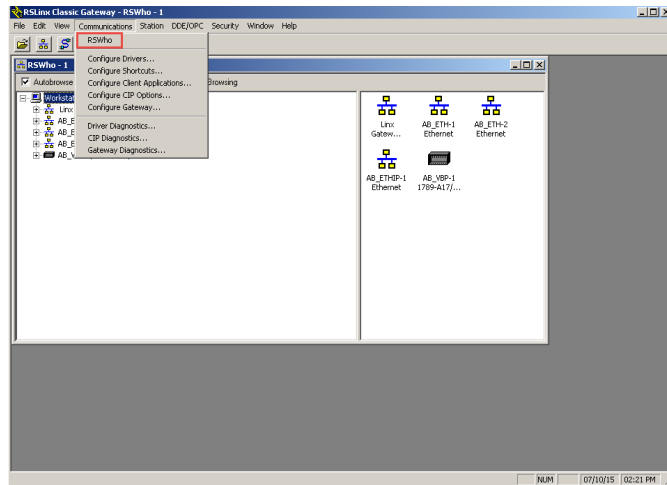 RSLinx Classic Gateway - RSWho - 1
File Edit View Communications Station DDE/OPC Security Window Help
RSWho
Configure Drivers...
Configure Shortcuts...
Configure Client Applications...
Configure CIP Options...
Configure Gateway...
Driver Diagnostics...
CIP Diagnostics...
Gateway Diagnostics...
RSWho - 1
Autobrowse
Browsing
Workstat
Linx
AB_E
AB_E
AB_E
AB_V
Linx
Gatew...
AB_ETH-1
Ethernet
AB_ETH-2
Ethernet
AB_ETHIP-1
Ethernet
AB_VBP-1
1789-A17/...
NUM 07/10/15 02:21 PM